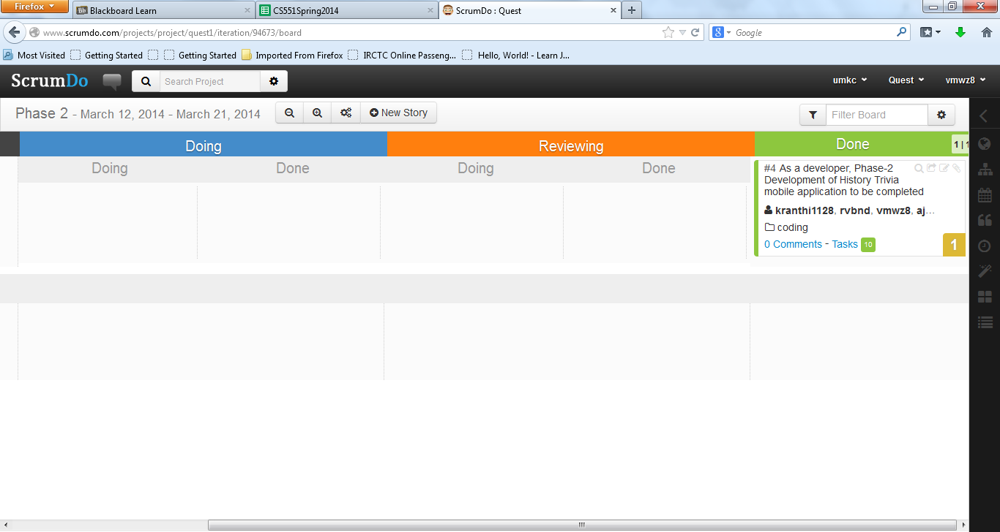 Firefox
Bb Blackboard Learn
CS551Spring2014
ScrumDo : Quest
www.scrumdo.com/projects/project/quest1/iteration/94673/board
Google
Most Visited
Getting Started
Getting Started
Imported From Firefox
IRCTC Online Passeng...
Hello, World! - Learn J...
ScrumDo
Search Project
umkc
Quest
vmwz8
Phase 2 - March 12, 2014 - March 21, 2014
New Story
Filter Board
Doing
Reviewing
Done
1 | 1
Doing
Done
Doing
Done
#4 As a developer, Phase-2
Development of History Trivia
mobile application to be completed
kranthi1128, rvbnd, vmwz8, aj...
coding
0 Comments - Tasks 10
1